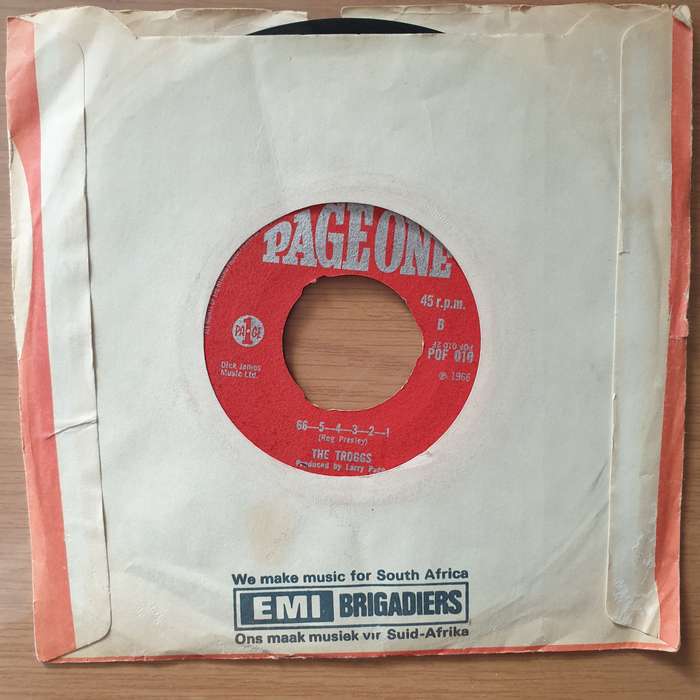 PAGE ONE
45 r.p.m.
B
POF 010
℗ 1966
1
PAGE
Dick James
Music Ltd.
66—5—4—3—2—1
(Reg Presley)
THE TROGGS
Produced by Larry Page
We make music for South Africa
EMI BRIGADIERS
Ons maak musiek vir Suid-Afrika